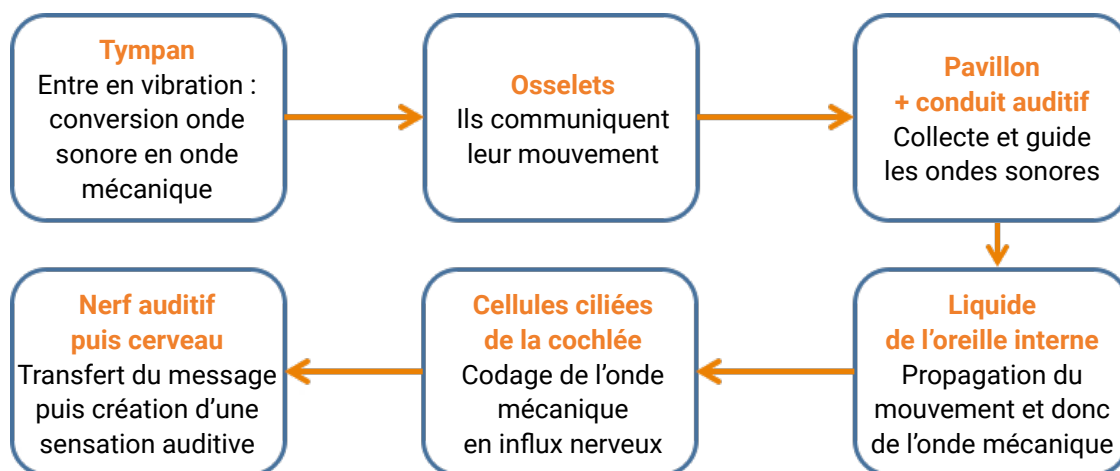 Tympan
Entre en vibration :
conversion onde
sonore en onde
mécanique
Osselets
Ils communiquent
leur mouvement
Pavillon
+ conduit auditif
Collecte et guide
les ondes sonores
Liquide
de l’oreille interne
Propagation du
mouvement et donc
de l’onde mécanique
Cellules ciliées
de la cochlée
Codage de l’onde
mécanique
en influx nerveux
Nerf auditif
puis cerveau
Transfert du message
puis création d’une
sensation auditive